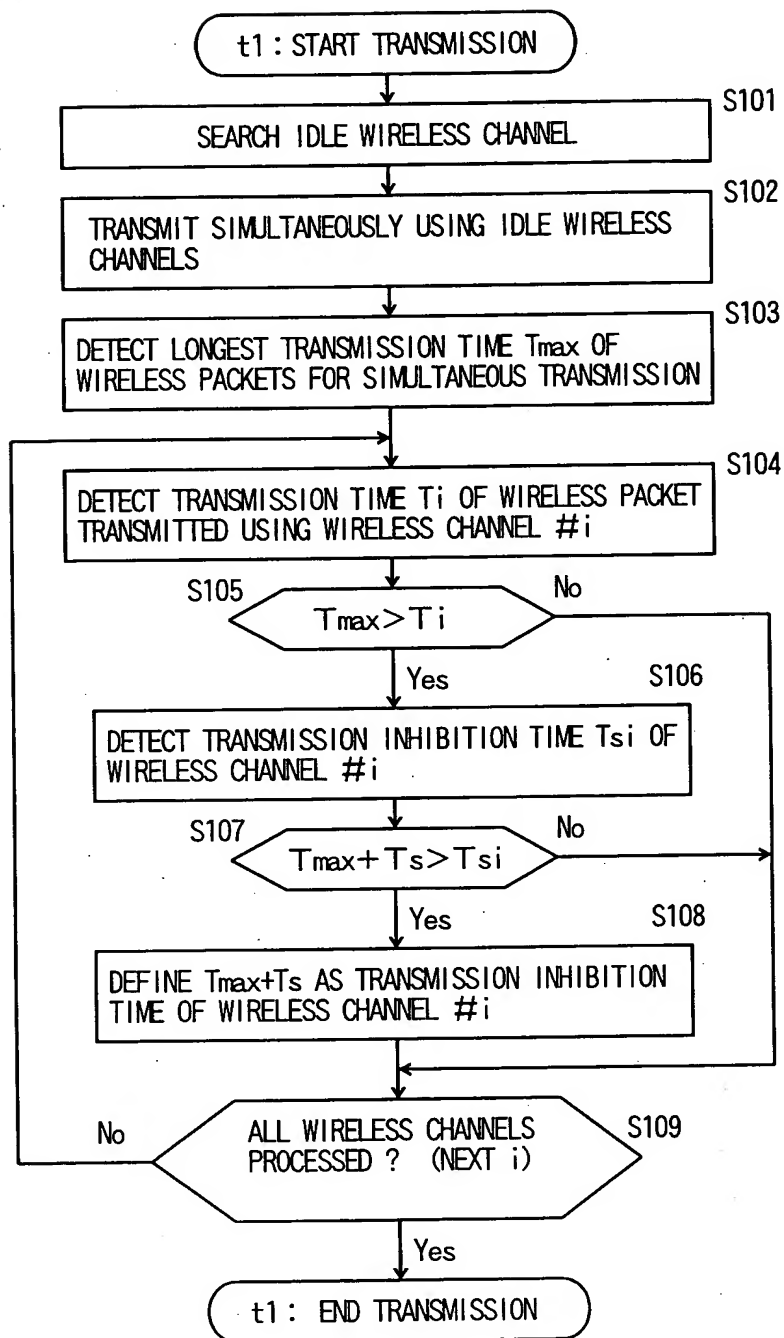 t1 : START TRANSMISSION
S101
SEARCH IDLE WIRELESS CHANNEL
S102
TRANSMIT SIMULTANEOUSLY USING IDLE WIRELESS
CHANNELS
S103
DETECT LONGEST TRANSMISSION TIME Tmax OF
WIRELESS PACKETS FOR SIMULTANEOUS TRANSMISSION
S104
DETECT TRANSMISSION TIME Ti OF WIRELESS PACKET
TRANSMITTED USING WIRELESS CHANNEL #i
S105
No
Tmax>Ti
Yes
S106
DETECT TRANSMISSION INHIBITION TIME Tsi OF
WIRELESS CHANNEL #i
S107
No
Tmax+Ts>Tsi
Yes
S108
DEFINE Tmax+Ts AS TRANSMISSION INHIBITION
TIME OF WIRELESS CHANNEL #i
No
S109
ALL WIRELESS CHANNELS
PROCESSED ? (NEXT i)
Yes
t1 : END TRANSMISSION